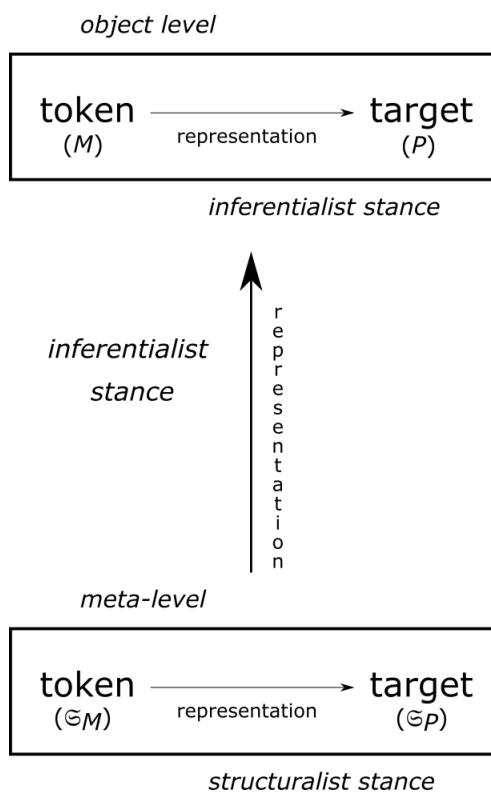 object level
token target
representation
(M) (P)
inferentialist stance
representation
inferentialist
stance
meta-level
token target
representation
(𝔖M) (𝔖P)
structuralist stance